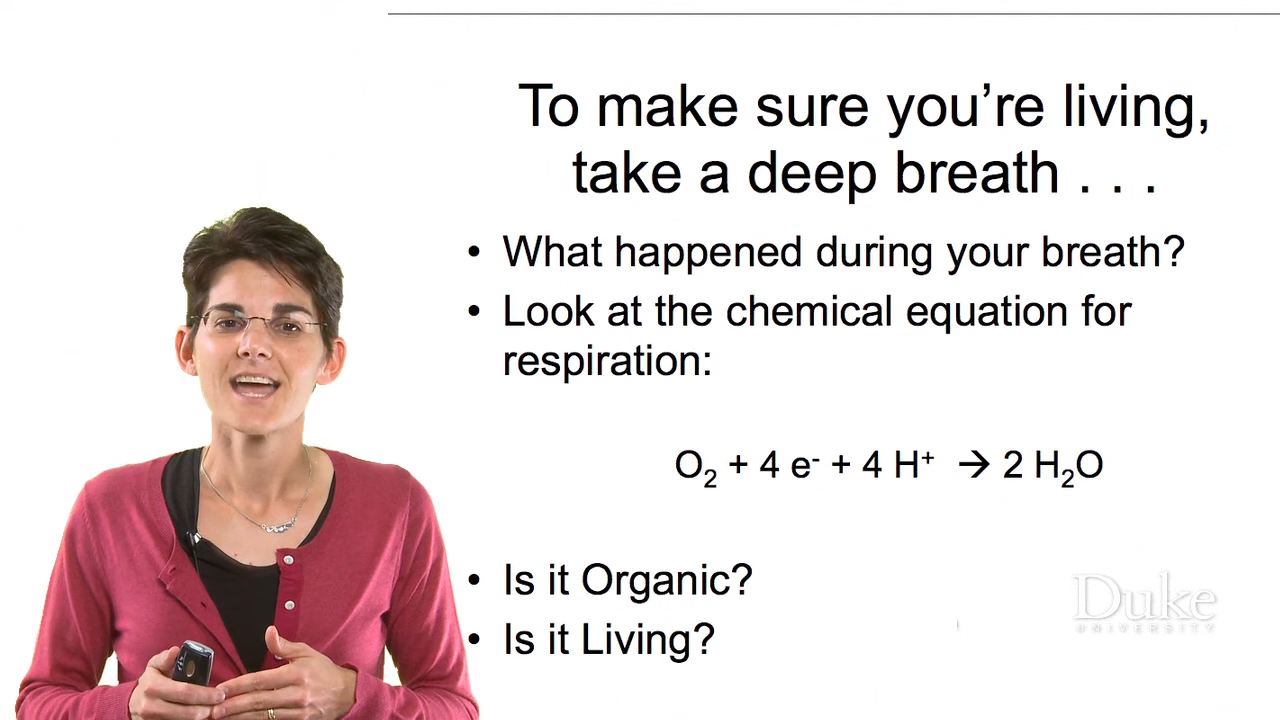 To make sure you’re living,
take a deep breath . . .
• What happened during your breath?
• Look at the chemical equation for
respiration:
O₂ + 4 e⁻ + 4 H⁺ → 2 H₂O
• Is it Organic?
• Is it Living?
Duke
UNIVERSITY